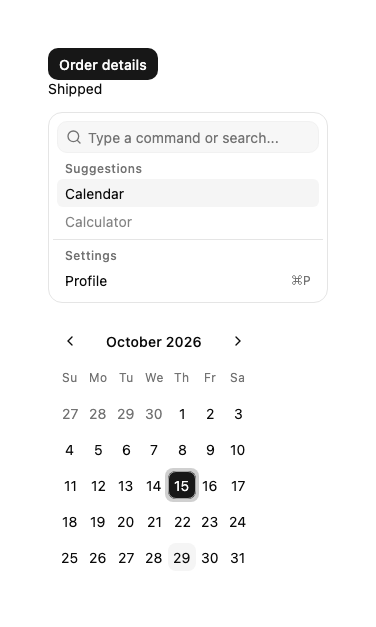 Order details
Shipped
Type a command or search...
Suggestions
Calendar
Calculator
Settings
Profile ⌘P
October 2026
Su Mo Tu We Th Fr Sa
27 28 29 30 1 2 3
4 5 6 7 8 9 10
11 12 13 14 15 16 17
18 19 20 21 22 23 24
25 26 27 28 29 30 31